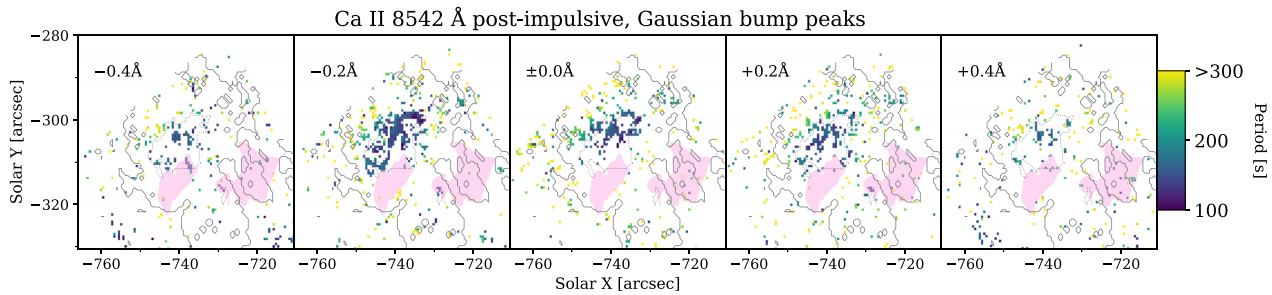 Ca II 8542 Å post-impulsive, Gaussian bump peaks
−0.4Å −0.2Å ±0.0Å +0.2Å +0.4Å
−280
−300
−320
Solar Y [arcsec]
−760 −740 −720 −760 −740 −720 −760 −740 −720 −760 −740 −720 −760 −740 −720
Solar X [arcsec]
>300
200
100
Period [s]